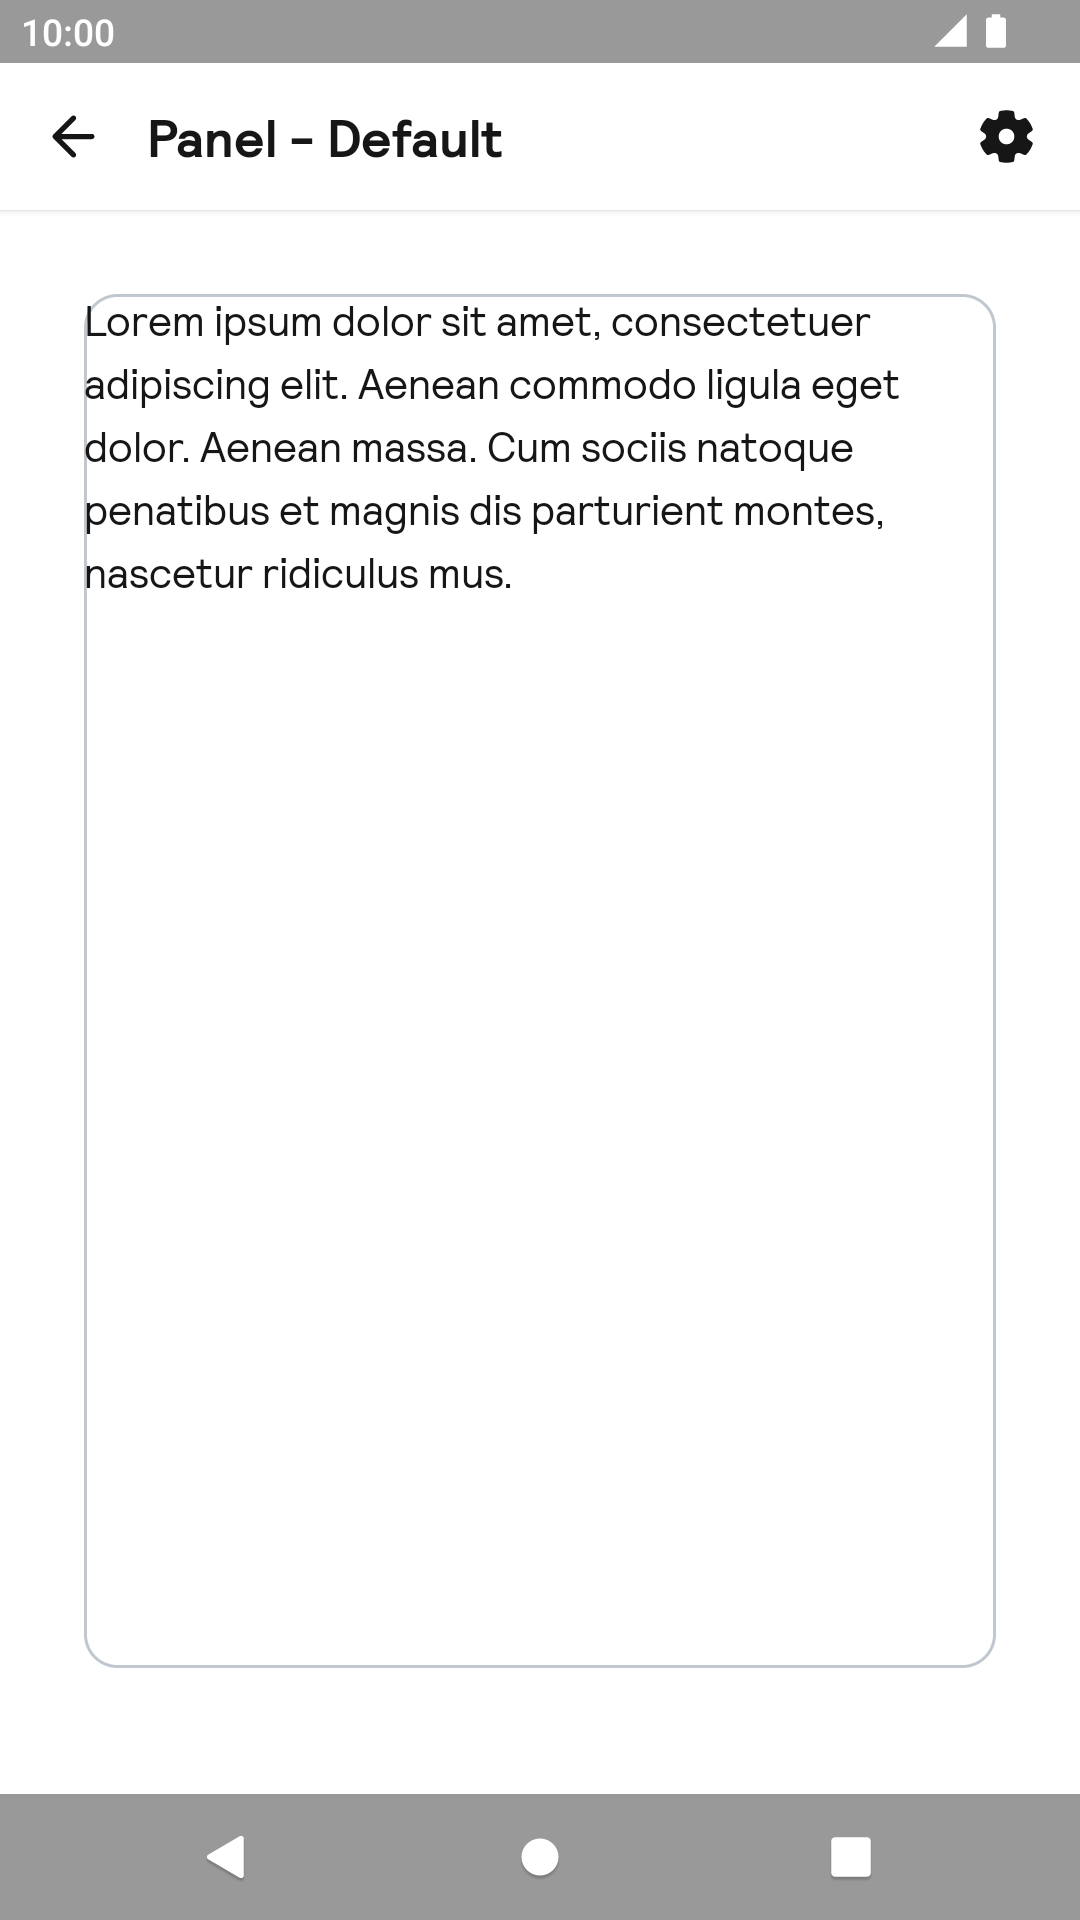 10:00
Panel - Default
Lorem ipsum dolor sit amet, consectetuer
adipiscing elit. Aenean commodo ligula eget
dolor. Aenean massa. Cum sociis natoque
penatibus et magnis dis parturient montes,
nascetur ridiculus mus.